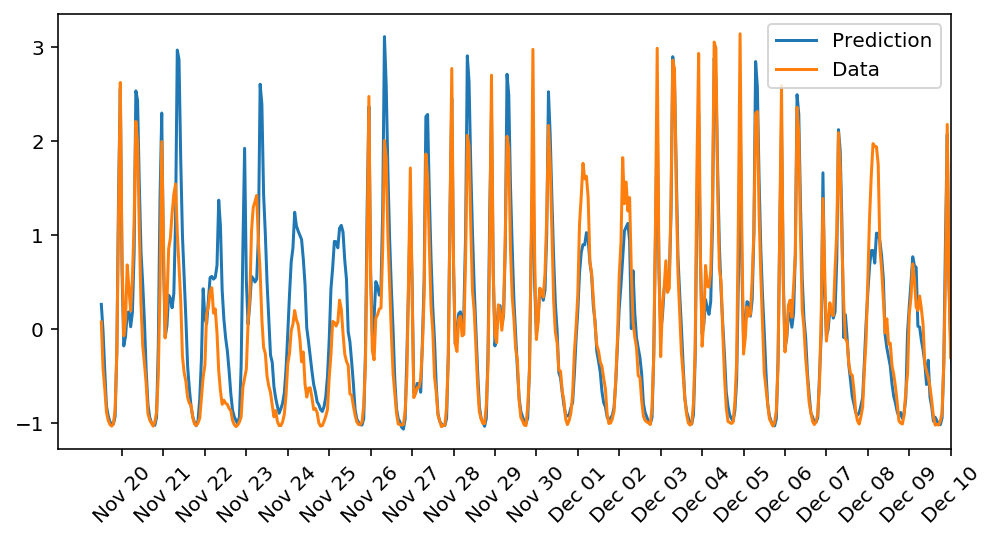 Prediction
Data
3
2
1
0
−1
Nov 20
Nov 21
Nov 22
Nov 23
Nov 24
Nov 25
Nov 26
Nov 27
Nov 28
Nov 29
Nov 30
Dec 01
Dec 02
Dec 03
Dec 04
Dec 05
Dec 06
Dec 07
Dec 08
Dec 09
Dec 10